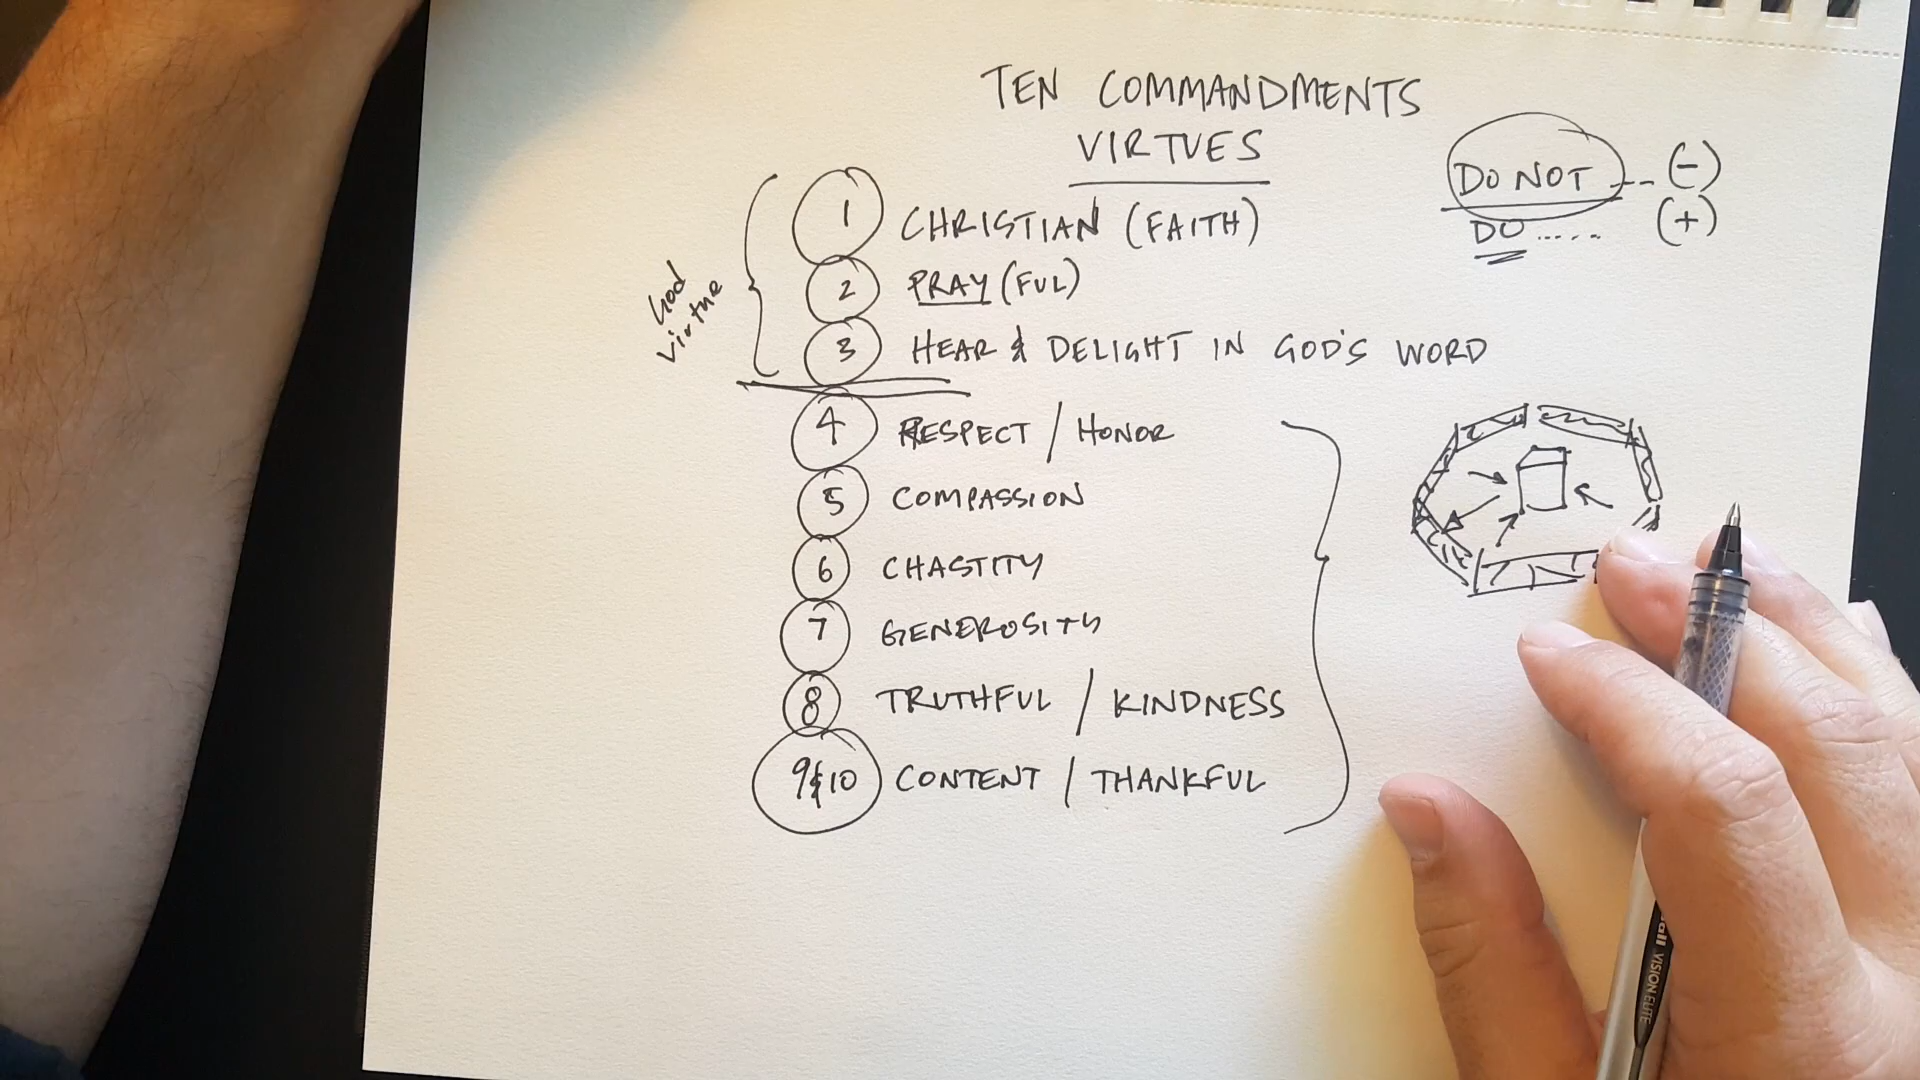 TEN COMMANDMENTS
VIRTUES
DO NOT --- (-)
DO ..... (+)
God
virtue
1 CHRISTIAN (FAITH)
2 PRAY (FUL)
3 HEAR & DELIGHT IN GOD'S WORD
4 RESPECT / HONOR
5 COMPASSION
6 CHASTITY
7 GENEROSITY
8 TRUTHFUL / KINDNESS
9&10 CONTENT / THANKFUL
VISION ELITE